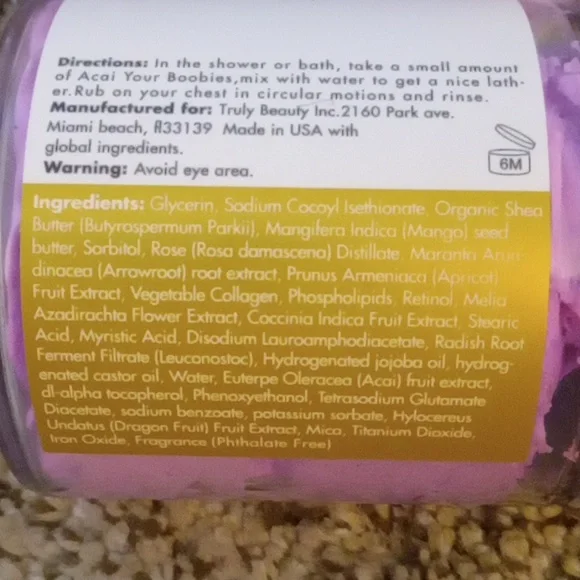 Directions: In the shower or bath, take a small amount
of Acai Your Boobies,mix with water to get a nice lath-
er.Rub on your chest in circular motions and rinse.
Manufactured for: Truly Beauty Inc.2160 Park ave.
Miami beach, fl33139 Made in USA with
global ingredients.
Warning: Avoid eye area.
6M
Ingredients: Glycerin, Sodium Cocoyl Isethionate, Organic Shea
Butter (Butyrospermum Parkii), Mangifera Indica (Mango) seed
butter, Sorbitol, Rose (Rosa damascena) Distillate, Maranta Arun
dinacea (Arrowroot) root extract, Prunus Armeniaca (Apricot)
Fruit Extract, Vegetable Collagen, Phospholipids, Retinol, Melia
Azadirachta Flower Extract, Coccinia Indica Fruit Extract, Stearic
Acid, Myristic Acid, Disodium Lauroamphodiacetate, Radish Root
Ferment Filtrate (Leuconostoc), Hydrogenated jojoba oil, hydrog-
enated castor oil, Water, Euterpe Oleracea (Acai) fruit extract,
dl-alpha tocopherol, Phenoxyethanol, Tetrasodium Glutamate
Diacetate, sodium benzoate, potassium sorbate, Hylocereus
Undatus (Dragon Fruit) Fruit Extract, Mica, Titanium Dioxide,
Iron Oxide, Fragrance (Phthalate Free)